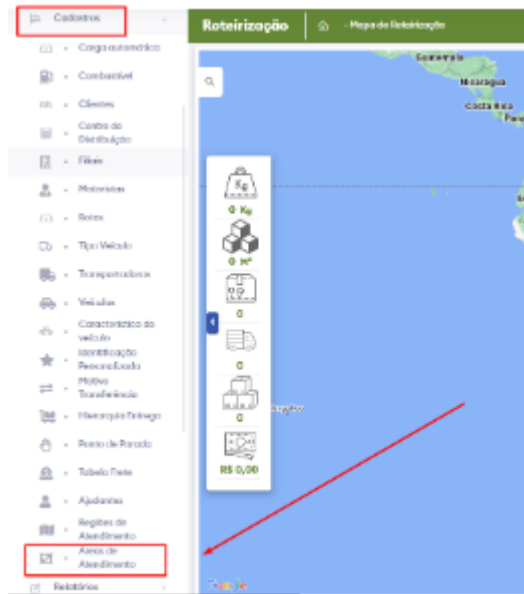 Cadastros
Carga automática
Combustível
Clientes
Centro de
Distribuição
Filiais
Motoristas
Rotas
Tipo Veículo
Transportadoras
Veículos
Característica do
veículo
Identificação
Personalizada
Motivo
Transferência
Hierarquia Entrega
Ponto de Parada
Tabela Frete
Ajudantes
Regiões de
Atendimento
Áreas de
Atendimento
Relatórios
Roteirização
- Mapa de Roteirização
Guatemala
Nicaragua
Costa Rica
Kg
0 Kg
0 M³
0
0
0
R$ 0,00
Google